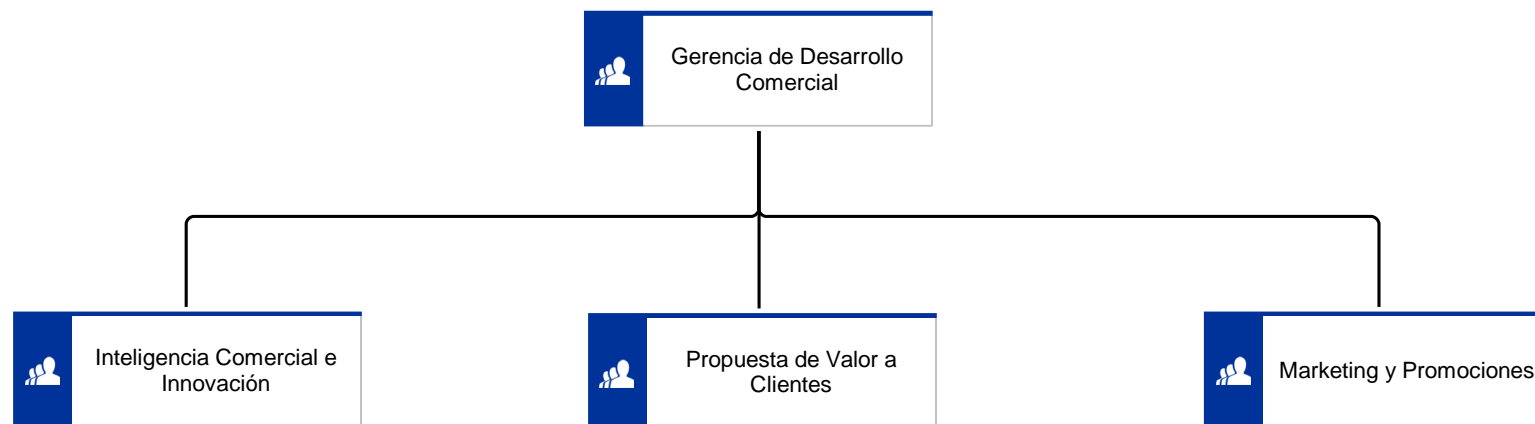 Gerencia de Desarrollo
Comercial
Inteligencia Comercial e
Innovación
Propuesta de Valor a
Clientes
Marketing y Promociones